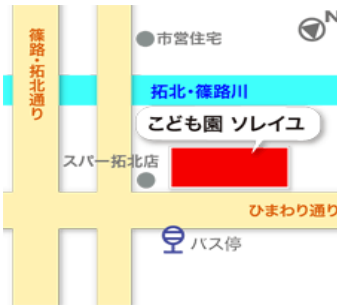 N
市営住宅
篠路・拓北通り
拓北・篠路川
こども園 ソレイユ
スパー拓北店
ひまわり通り
バス停